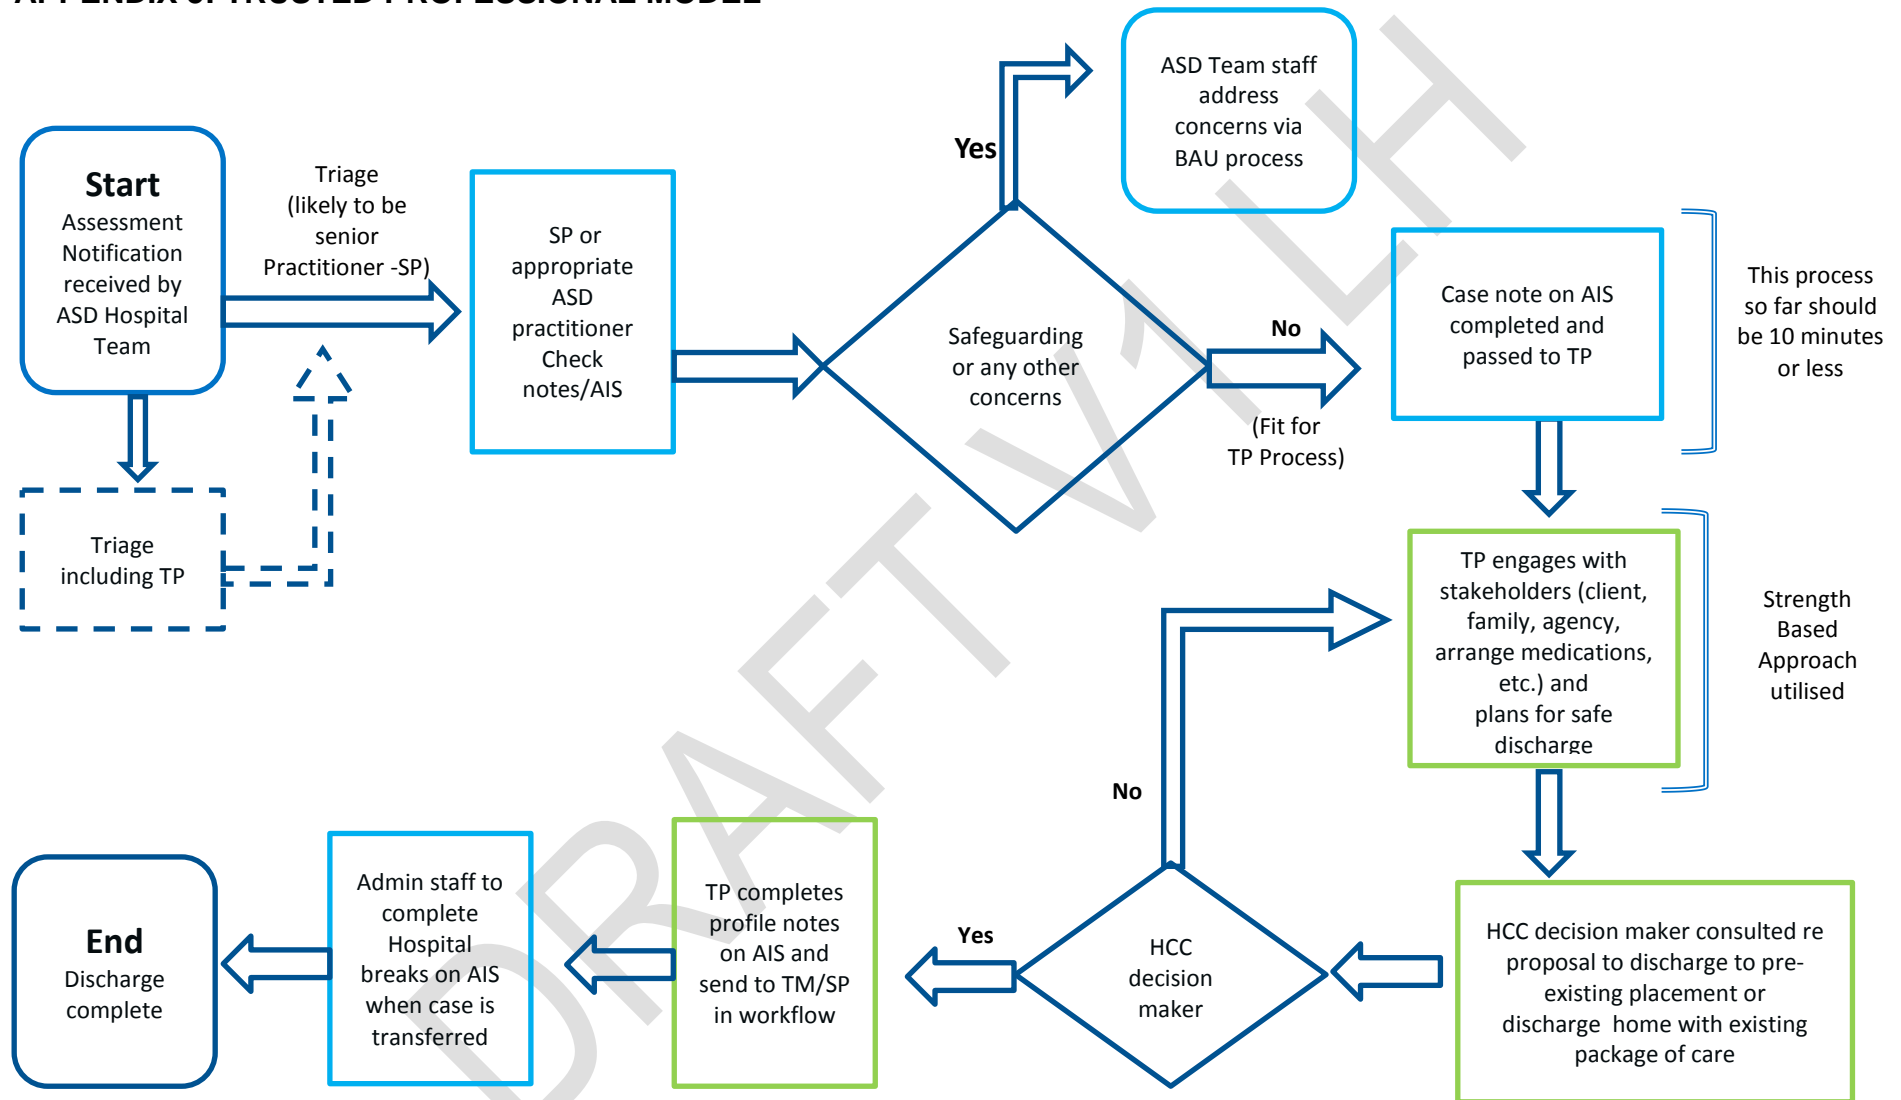 APPENDIX 3: TRUSTED PROFESSIONAL MODEL
Start
Assessment
Notification
received by
ASD Hospital
Team
Triage
(likely to be
senior
Practitioner -SP)
Triage
including TP
SP or
appropriate
ASD
practitioner
Check
notes/AIS
Safeguarding
or any other
concerns
Yes
ASD Team staff
address
concerns via
BAU process
No
(Fit for
TP Process)
Case note on AIS
completed and
passed to TP
This process
so far should
be 10 minutes
or less
TP engages with
stakeholders (client,
family, agency,
arrange medications,
etc.) and
plans for safe
discharge
Strength
Based
Approach
utilised
HCC decision maker consulted re
proposal to discharge to pre-
existing placement or
discharge home with existing
package of care
HCC
decision
maker
No
Yes
TP completes
profile notes
on AIS and
send to TM/SP
in workflow
Admin staff to
complete
Hospital
breaks on AIS
when case is
transferred
End
Discharge
complete
DRAFT V1 LH